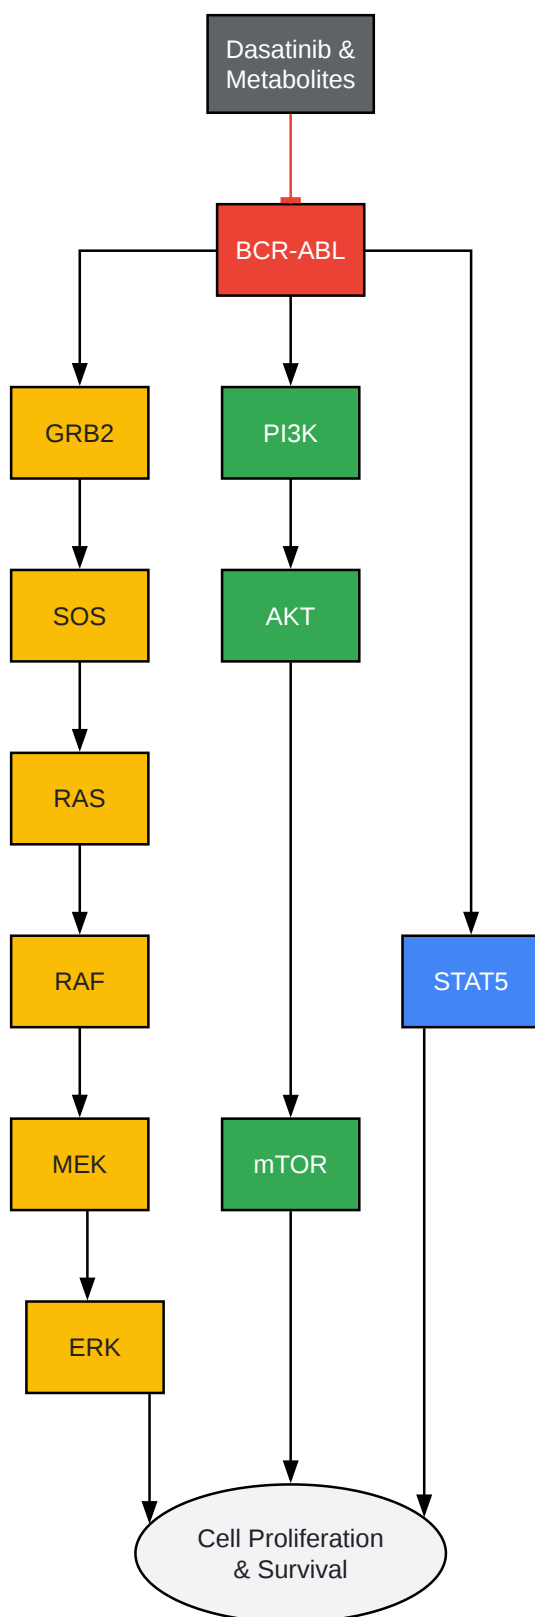 Dasatinib &
Metabolites
BCR-ABL
GRB2
PI3K
SOS
AKT
RAS
RAF
STAT5
MEK
mTOR
ERK
Cell Proliferation
& Survival